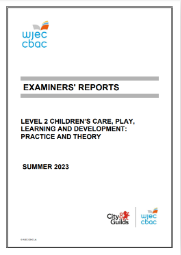 wjec
cbac
EXAMINERS' REPORTS
LEVEL 2 CHILDREN'S CARE, PLAY,
LEARNING AND DEVELOPMENT:
PRACTICE AND THEORY
SUMMER 2023
City&
Guilds
wjec
cbac